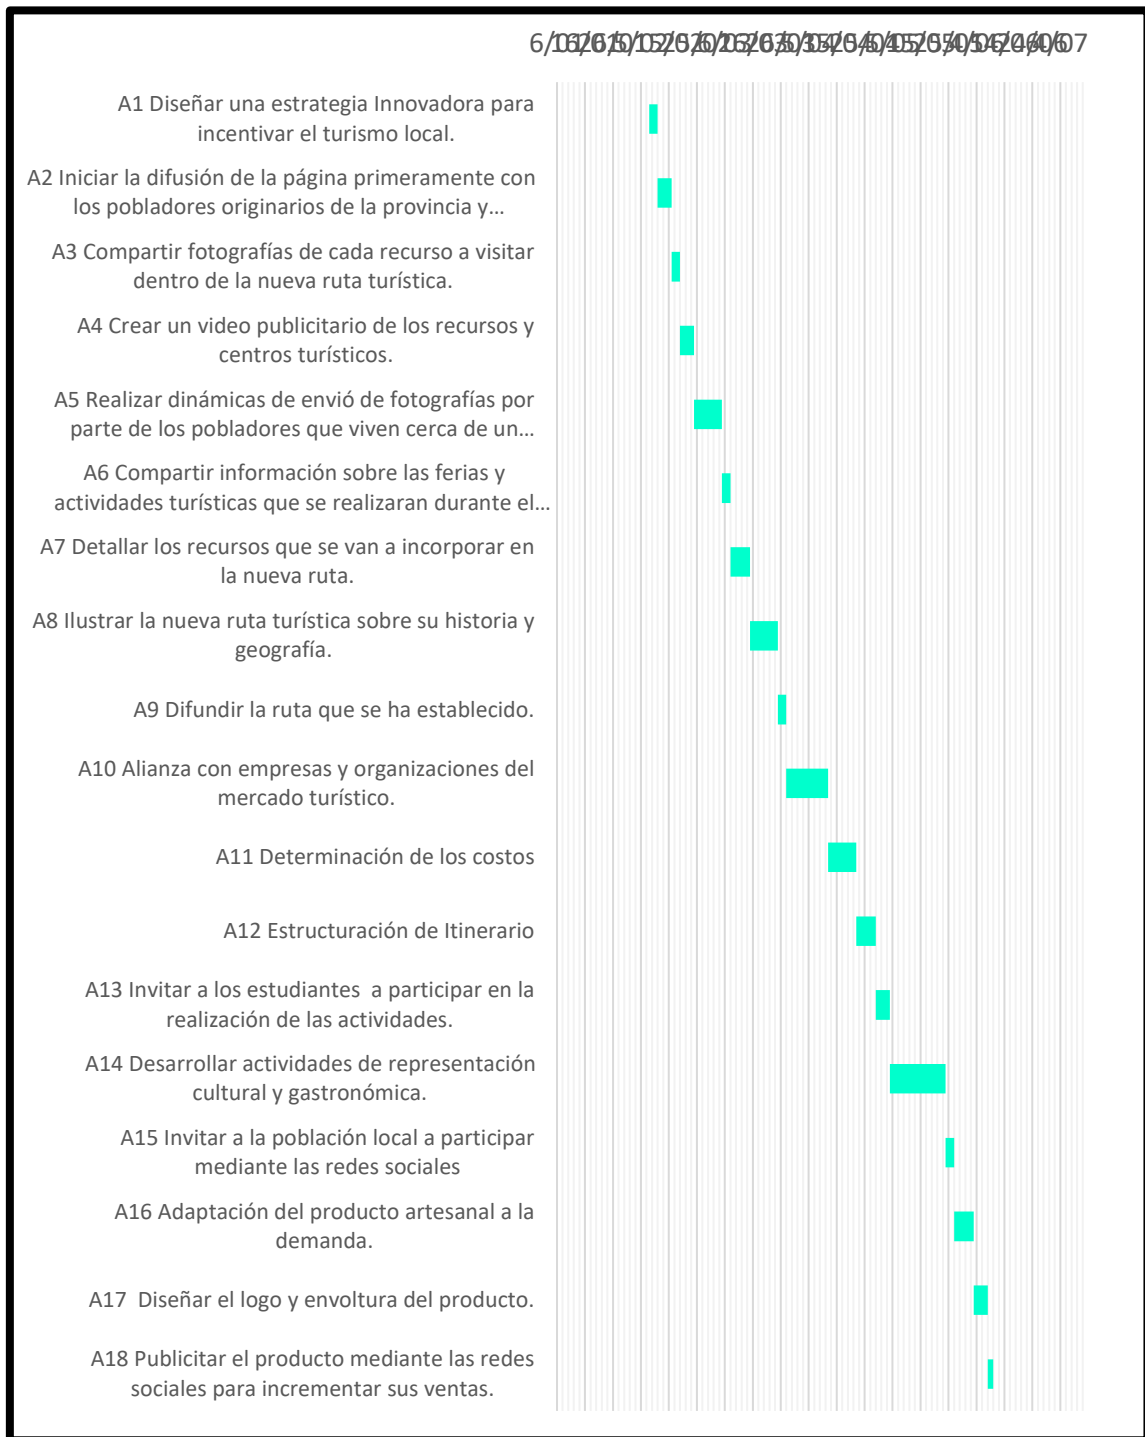 A1 Diseñar una estrategia Innovadora para
incentivar el turismo local.
A2 Iniciar la difusión de la página primeramente con
los pobladores originarios de la provincia y...
A3 Compartir fotografías de cada recurso a visitar
dentro de la nueva ruta turística.
A4 Crear un video publicitario de los recursos y
centros turísticos.
A5 Realizar dinámicas de envió de fotografías por
parte de los pobladores que viven cerca de un...
A6 Compartir información sobre las ferias y
actividades turísticas que se realizaran durante el...
A7 Detallar los recursos que se van a incorporar en
la nueva ruta.
A8 Ilustrar la nueva ruta turística sobre su historia y
geografía.
A9 Difundir la ruta que se ha establecido.
A10 Alianza con empresas y organizaciones del
mercado turístico.
A11 Determinación de los costos
A12 Estructuración de Itinerario
A13 Invitar a los estudiantes  a participar en la
realización de las actividades.
A14 Desarrollar actividades de representación
cultural y gastronómica.
A15 Invitar a la población local a participar
mediante las redes sociales
A16 Adaptación del producto artesanal a la
demanda.
A17  Diseñar el logo y envoltura del producto.
A18 Publicitar el producto mediante las redes
sociales para incrementar sus ventas.